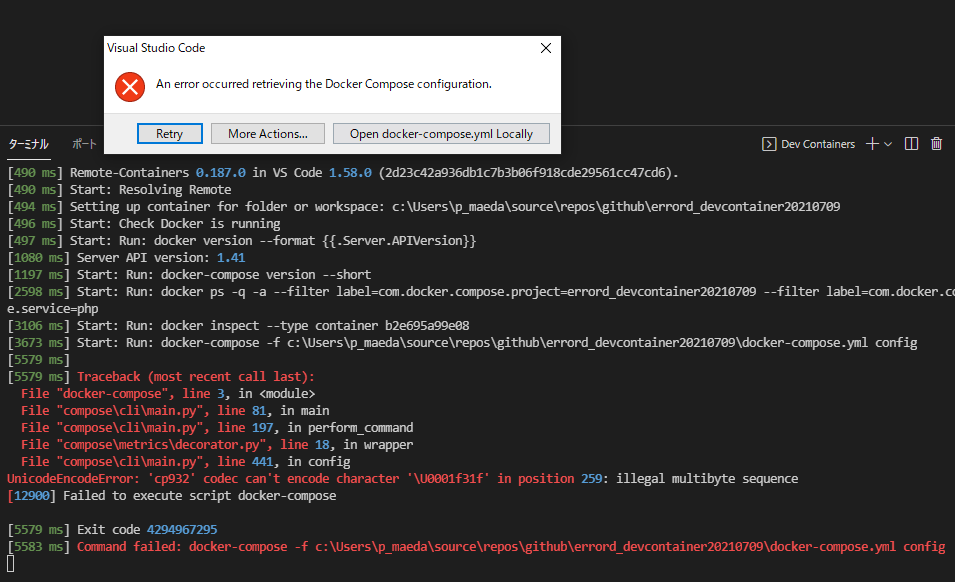 Visual Studio Code
An error occurred retrieving the Docker Compose configuration.
Retry
More Actions...
Open docker-compose.yml Locally
ターミナル
ポート
Dev Containers
[490 ms] Remote-Containers 0.187.0 in VS Code 1.58.0 (2d23c42a936db1c7b3b06f918cde29561cc47cd6).
[490 ms] Start: Resolving Remote
[494 ms] Setting up container for folder or workspace: c:\Users\p_maeda\source\repos\github\errord_devcontainer20210709
[496 ms] Start: Check Docker is running
[497 ms] Start: Run: docker version --format {{.Server.APIVersion}}
[1080 ms] Server API version: 1.41
[1197 ms] Start: Run: docker-compose version --short
[2598 ms] Start: Run: docker ps -q -a --filter label=com.docker.compose.project=errord_devcontainer20210709 --filter label=com.docker.co
e.service=php
[3106 ms] Start: Run: docker inspect --type container b2e695a99e08
[3673 ms] Start: Run: docker-compose -f c:\Users\p_maeda\source\repos\github\errord_devcontainer20210709\docker-compose.yml config
[5579 ms]
[5579 ms] Traceback (most recent call last):
File "docker-compose", line 3, in <module>
File "compose\cli\main.py", line 81, in main
File "compose\cli\main.py", line 197, in perform_command
File "compose\metrics\decorator.py", line 18, in wrapper
File "compose\cli\main.py", line 441, in config
UnicodeEncodeError: 'cp932' codec can't encode character '\U0001f31f' in position 259: illegal multibyte sequence
[12900] Failed to execute script docker-compose
[5579 ms] Exit code 4294967295
[5583 ms] Command failed: docker-compose -f c:\Users\p_maeda\source\repos\github\errord_devcontainer20210709\docker-compose.yml config